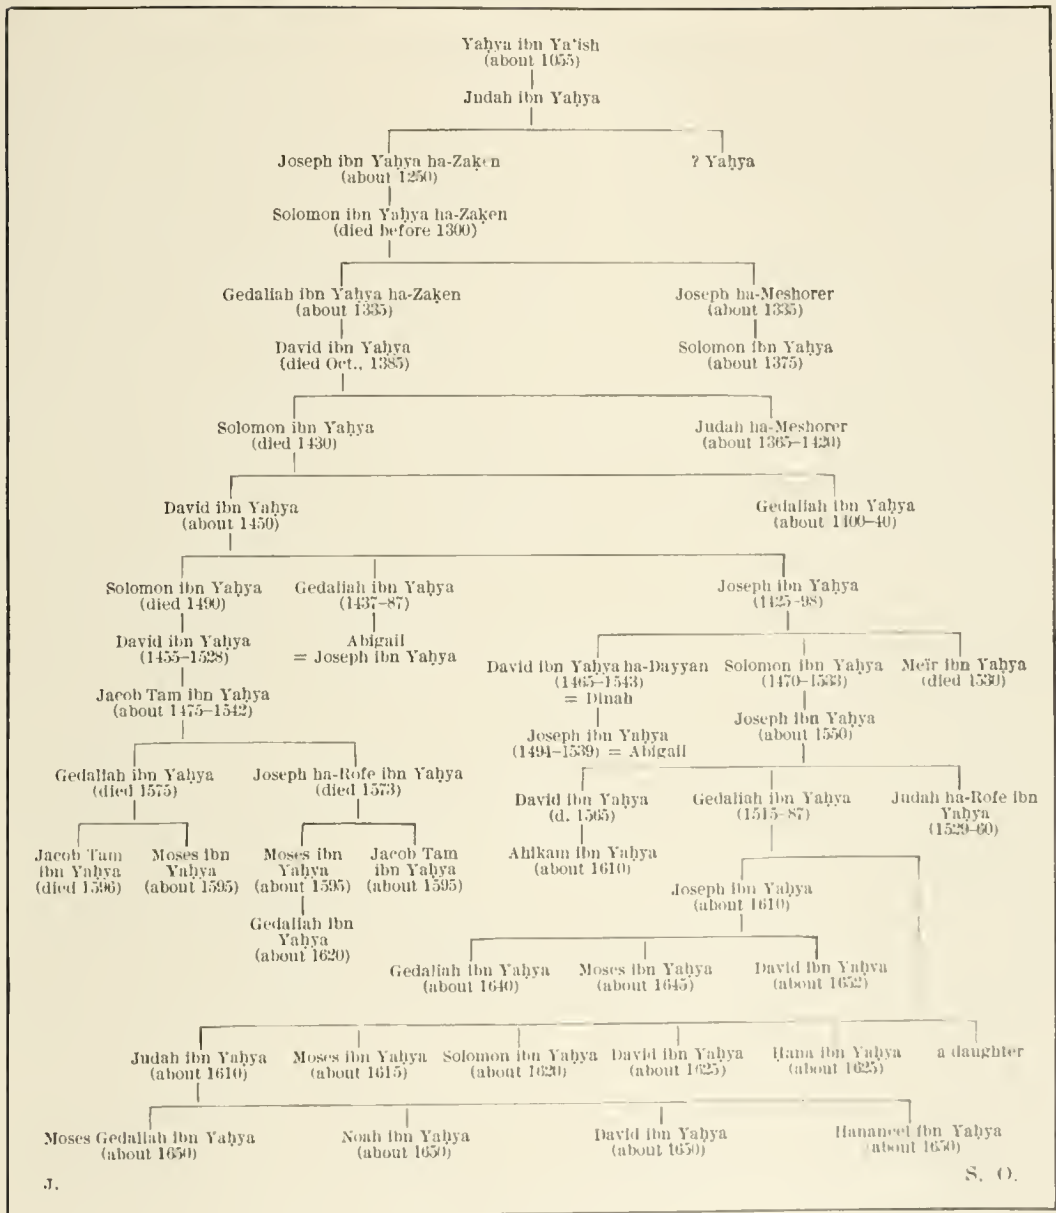 Yaḥya ibn Ya‘ish
(about 1055)
Judah ibn Yaḥya
Joseph ibn Yaḥya ha-Zaḳen ? Yaḥya
(about 1250)
Solomon ibn Yaḥya ha-Zaḳen
(died before 1300)
Gedaliah ibn Yaḥya ha-Zaḳen Joseph ha-Meshorer
(about 1335) (about 1335)
David ibn Yaḥya Solomon ibn Yaḥya
(died Oct., 1385) (about 1375)
Solomon ibn Yaḥya Judah ha-Meshorer
(died 1430) (about 1365–1420)
David ibn Yaḥya Gedaliah ibn Yaḥya
(about 1450) (about 1400–40)
Solomon ibn Yaḥya Gedaliah ibn Yaḥya Joseph ibn Yaḥya
(died 1490) (1437–87) (1425–98)
David ibn Yaḥya Abigail
(1455–1528) = Joseph ibn Yaḥya
David ibn Yaḥya ha-Dayyan Solomon ibn Yaḥya Meïr ibn Yaḥya
(1465–1543) (1470–1533) (died 1530)
= Dinah
Jacob Tam ibn Yaḥya
(about 1475–1542)
Joseph ibn Yaḥya Joseph ibn Yaḥya
(1494–1539) = Abigail (about 1550)
Gedaliah ibn Yaḥya Joseph ha-Rofe ibn Yaḥya
(died 1575) (died 1573)
David ibn Yaḥya Gedaliah ibn Yaḥya Judah ha-Rofe ibn
(d. 1565) (1515–87) Yaḥya
(1529–60)
Jacob Tam Moses ibn Moses ibn Jacob Tam
ibn Yaḥya Yaḥya Yaḥya ibn Yaḥya
(died 1596) (about 1595) (about 1595) (about 1595)
Ahikam ibn Yaḥya
(about 1610)
Joseph ibn Yaḥya
(about 1610)
Gedaliah ibn
Yaḥya
(about 1620)
Gedaliah ibn Yaḥya Moses ibn Yaḥya David ibn Yaḥya
(about 1640) (about 1645) (about 1652)
Judah ibn Yaḥya Moses ibn Yaḥya Solomon ibn Yaḥya David ibn Yaḥya Ḥana ibn Yaḥya a daughter
(about 1610) (about 1615) (about 1620) (about 1625) (about 1625)
Moses Gedaliah ibn Yaḥya Noah ibn Yaḥya David ibn Yaḥya Hananeel ibn Yaḥya
(about 1650) (about 1650) (about 1650) (about 1650)
J. S. O.